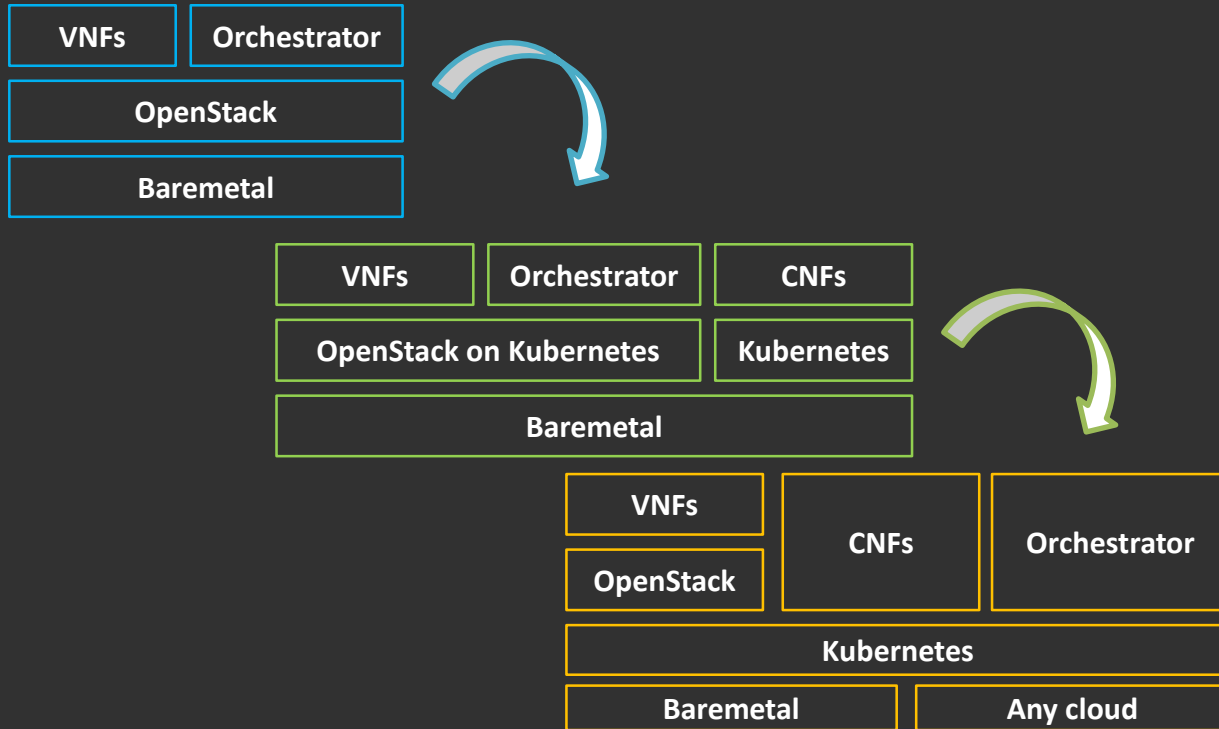 VNFs
Orchestrator
OpenStack
Baremetal
VNFs
Orchestrator
CNFs
OpenStack on Kubernetes
Kubernetes
Baremetal
VNFs
CNFs
Orchestrator
OpenStack
Kubernetes
Baremetal
Any cloud